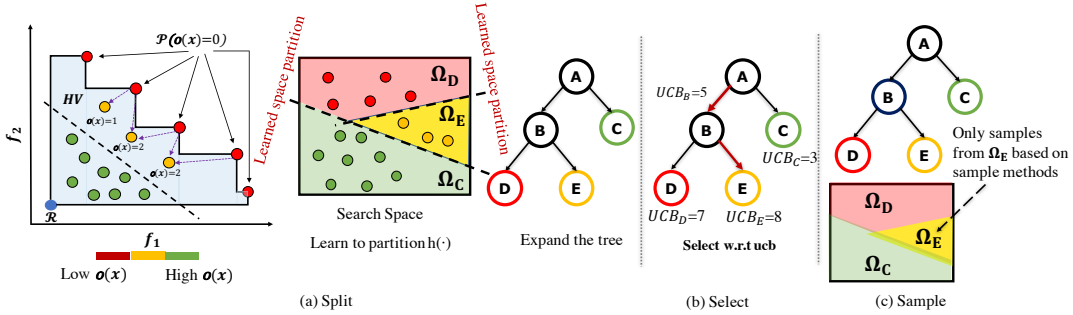 f₂
HV
𝒫(o(x)=0)
o(x)=1
o(x)=2
o(x)=2
ℛ
f₁
Low o(x)
High o(x)
Learned space partition
Learned space partition
Ω_D
Ω_E
Ω_C
Search Space
Learn to partition h(·)
A
B
C
D
E
Expand the tree
(a) Split
A
UCB_B=5
B
C
UCB_C=3
D
E
UCB_D=7
UCB_E=8
Select w.r.t ucb
(b) Select
A
B
C
D
E
Only samples
from Ω_E based on
sample methods
Ω_D
Ω_E
Ω_C
(c) Sample